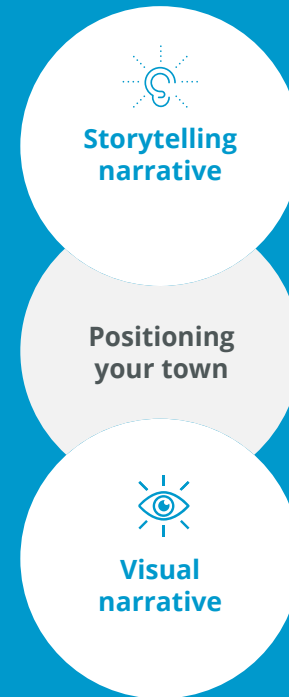 Storytelling
narrative
Positioning
your town
Visual
narrative